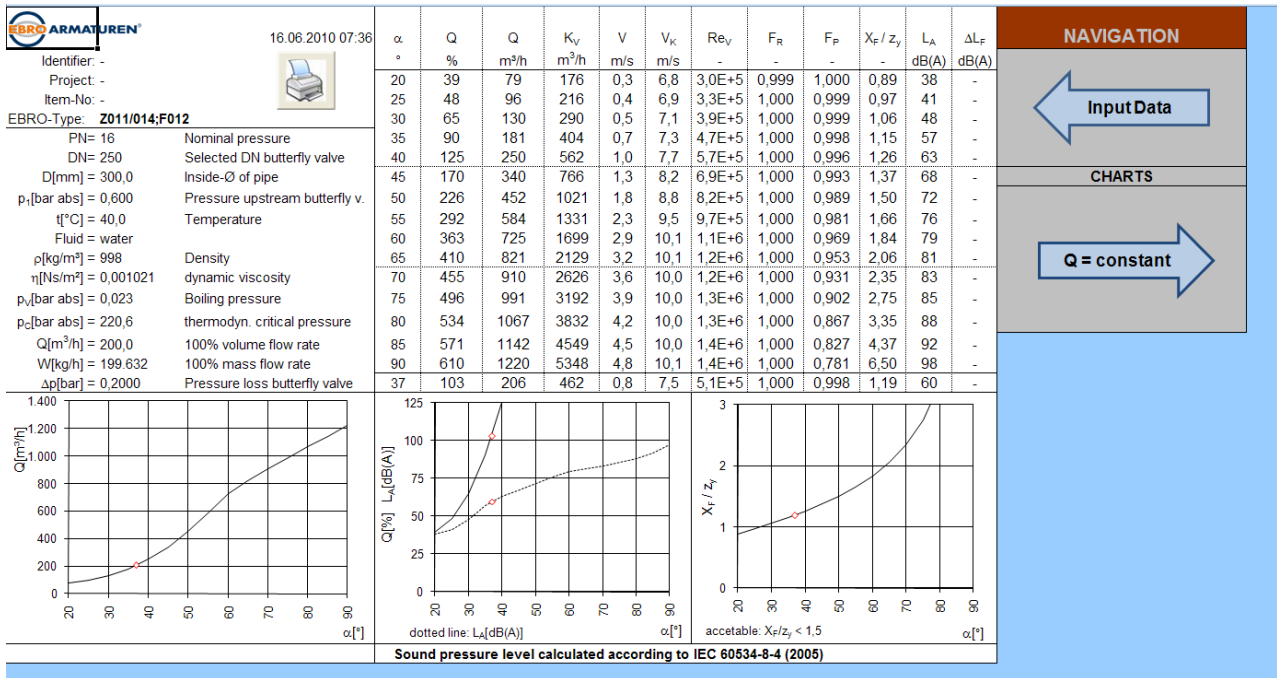 EBRO ARMATUREN®
16.06.2010 07:36
Identifier: -
Project: -
Item-No: -
EBRO-Type: Z011/014;F012
PN= 16 Nominal pressure
DN= 250 Selected DN butterfly valve
D[mm] = 300,0 Inside-Ø of pipe
p₁[bar abs] = 0,600 Pressure upstream butterfly v.
t[°C] = 40,0 Temperature
Fluid = water
ρ[kg/m³] = 998 Density
η[Ns/m²] = 0,001021 dynamic viscosity
pᵥ[bar abs] = 0,023 Boiling pressure
p_C[bar abs] = 220,6 thermodyn. critical pressure
Q[m³/h] = 200,0 100% volume flow rate
W[kg/h] = 199.632 100% mass flow rate
Δp[bar] = 0,2000 Pressure loss butterfly valve
α Q Q K_V V V_K Re_V F_R F_P X_F / z_y L_A ΔL_F
° % m³/h m³/h m/s m/s - - - - dB(A) dB(A)
20 39 79 176 0,3 6,8 3,0E+5 0,999 1,000 0,89 38 -
25 48 96 216 0,4 6,9 3,3E+5 1,000 0,999 0,97 41 -
30 65 130 290 0,5 7,1 3,9E+5 1,000 0,999 1,06 48 -
35 90 181 404 0,7 7,3 4,7E+5 1,000 0,998 1,15 57 -
40 125 250 562 1,0 7,7 5,7E+5 1,000 0,996 1,26 63 -
45 170 340 766 1,3 8,2 6,9E+5 1,000 0,993 1,37 68 -
50 226 452 1021 1,8 8,8 8,2E+5 1,000 0,989 1,50 72 -
55 292 584 1331 2,3 9,5 9,7E+5 1,000 0,981 1,66 76 -
60 363 725 1699 2,9 10,1 1,1E+6 1,000 0,969 1,84 79 -
65 410 821 2129 3,2 10,1 1,2E+6 1,000 0,953 2,06 81 -
70 455 910 2626 3,6 10,0 1,2E+6 1,000 0,931 2,35 83 -
75 496 991 3192 3,9 10,0 1,3E+6 1,000 0,902 2,75 85 -
80 534 1067 3832 4,2 10,0 1,3E+6 1,000 0,867 3,35 88 -
85 571 1142 4549 4,5 10,0 1,4E+6 1,000 0,827 4,37 92 -
90 610 1220 5348 4,8 10,1 1,4E+6 1,000 0,781 6,50 98 -
37 103 206 462 0,8 7,5 5,1E+5 1,000 0,998 1,19 60 -
NAVIGATION
Input Data
CHARTS
Q = constant
Q[m³/h]
1.400
1.200
1.000
800
600
400
200
0
20 30 40 50 60 70 80 90
α[°]
Q[%] L_A[dB(A)]
125
100
75
50
25
0
20 30 40 50 60 70 80 90
dotted line: L_A[dB(A)] α[°]
X_F / z_y
3
2
1
0
20 30 40 50 60 70 80 90
accetable: X_F/z_y < 1,5 α[°]
Sound pressure level calculated according to IEC 60534-8-4 (2005)